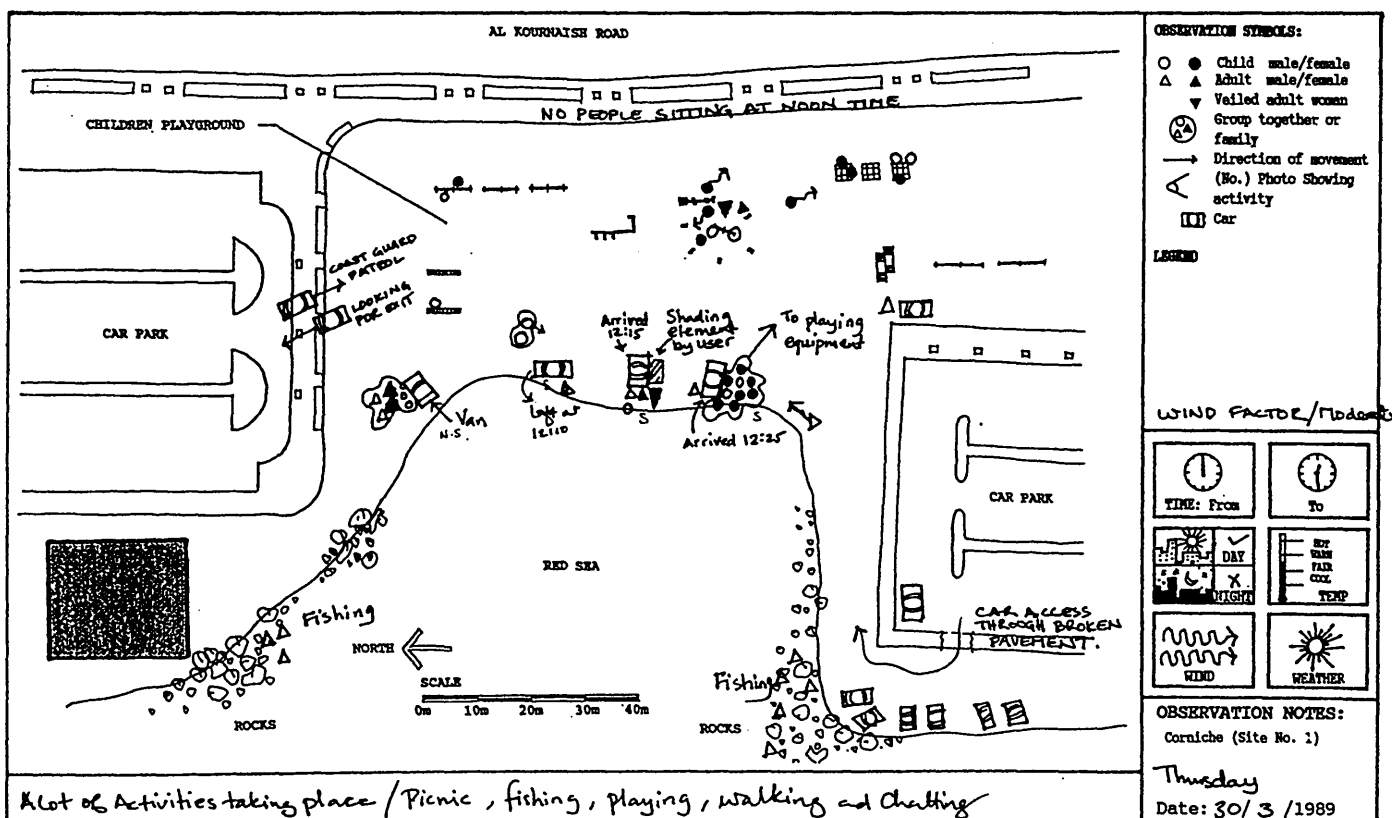 AL KOURNAISH ROAD
NO PEOPLE SITTING AT NOON TIME
CHILDREN PLAYGROUND
COAST GUARD
PATROL
LOOKING
FOR EXIT
CAR PARK
Arrived
12:15
Shading
element
by user
To playing
equipment
Van
N.S.
S
Left at
12:10
S
Arrived 12:25
S
CAR PARK
RED SEA
Fishing
NORTH
SCALE
0m 10m 20m 30m 40m
ROCKS
Fishing
ROCKS
CAR ACCESS
THROUGH BROKEN
PAVEMENT.
A Lot of Activities taking place / Picnic, fishing, playing, walking and Chatting
OBSERVATION SYMBOLS:
Child male/female
Adult male/female
Veiled adult woman
Group together or
family
Direction of movement
(No.) Photo Showing
activity
Car
LEGEND
WIND FACTOR/Moderate
TIME: From
To
DAY
NIGHT
HOT
WARM
FAIR
COOL
TEMP
WIND
WEATHER
OBSERVATION NOTES:
Corniche (Site No. 1)
Thursday
Date: 30/3/1989